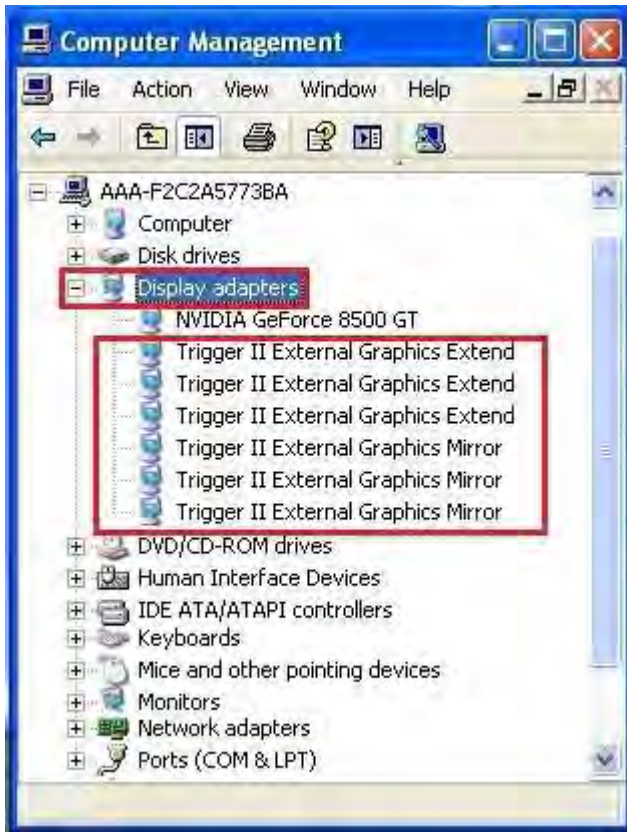 Computer Management
File Action View Window Help
AAA-F2C2A5773BA
Computer
Disk drives
Display adapters
NVIDIA GeForce 8500 GT
Trigger II External Graphics Extend
Trigger II External Graphics Extend
Trigger II External Graphics Extend
Trigger II External Graphics Mirror
Trigger II External Graphics Mirror
Trigger II External Graphics Mirror
DVD/CD-ROM drives
Human Interface Devices
IDE ATA/ATAPI controllers
Keyboards
Mice and other pointing devices
Monitors
Network adapters
Ports (COM & LPT)